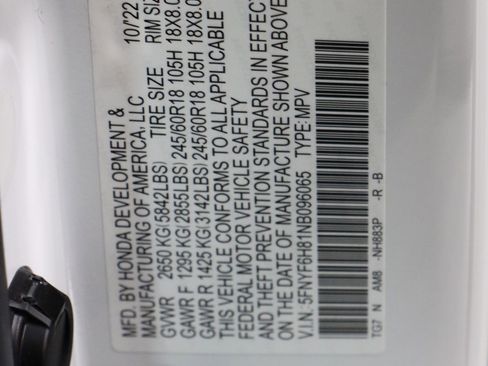 MFD. BY HONDA DEVELOPMENT & 10/22
MANUFACTURING OF AMERICA, LLC
TIRE SIZE RIM SIZ
GVWR 2650 KG(5842LBS)
GAWR F 1295 KG(2855LBS) 245/60R18 105H 18X8.0
GAWR R 1425 KG(3142LBS) 245/60R18 105H 18X8.0
THIS VEHICLE CONFORMS TO ALL APPLICABLE
FEDERAL MOTOR VEHICLE SAFETY
AND THEFT PREVENTION STANDARDS IN EFFECT
ON THE DATE OF MANUFACTURE SHOWN ABOVE
V.I.N.: 5FNYF6H81NB096065 TYPE: MPV
TG7 N AM8 -NH883P -R -B